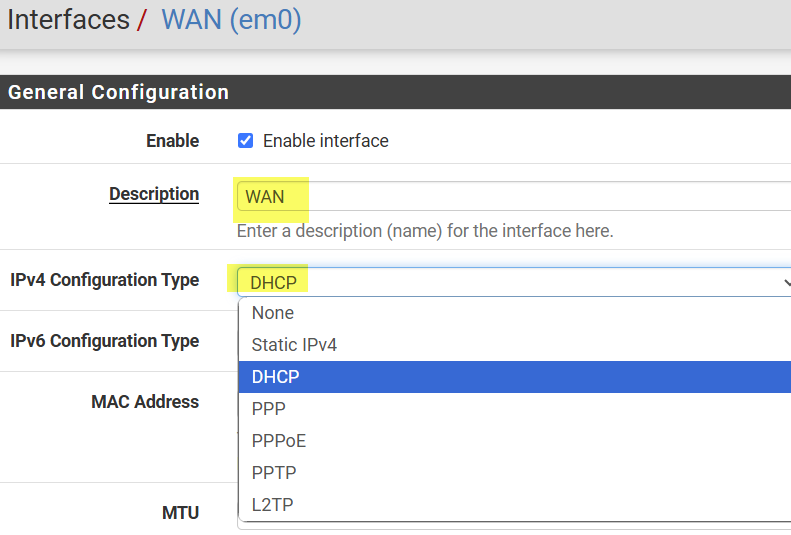 Interfaces / WAN (em0)
General Configuration
Enable Enable interface
Description WAN
Enter a description (name) for the interface here.
IPv4 Configuration Type DHCP
None
IPv6 Configuration Type Static IPv4
DHCP
MAC Address PPP
PPPoE
PPTP
MTU L2TP